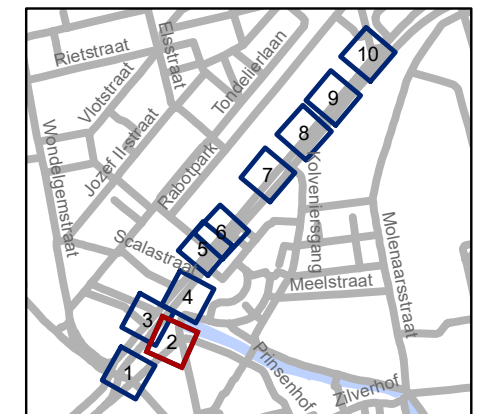 Rietstraat
Elsstraat
Tondelierlaan
Vlotstraat
Jozef II-straat
Wondelgemstraat
Rabotpark
Scalastraat
Kolveniersgang
Molenaarsstraat
Meelstraat
Prinsenhof
Zilverhof
10
9
8
7
6
5
4
3
2
1